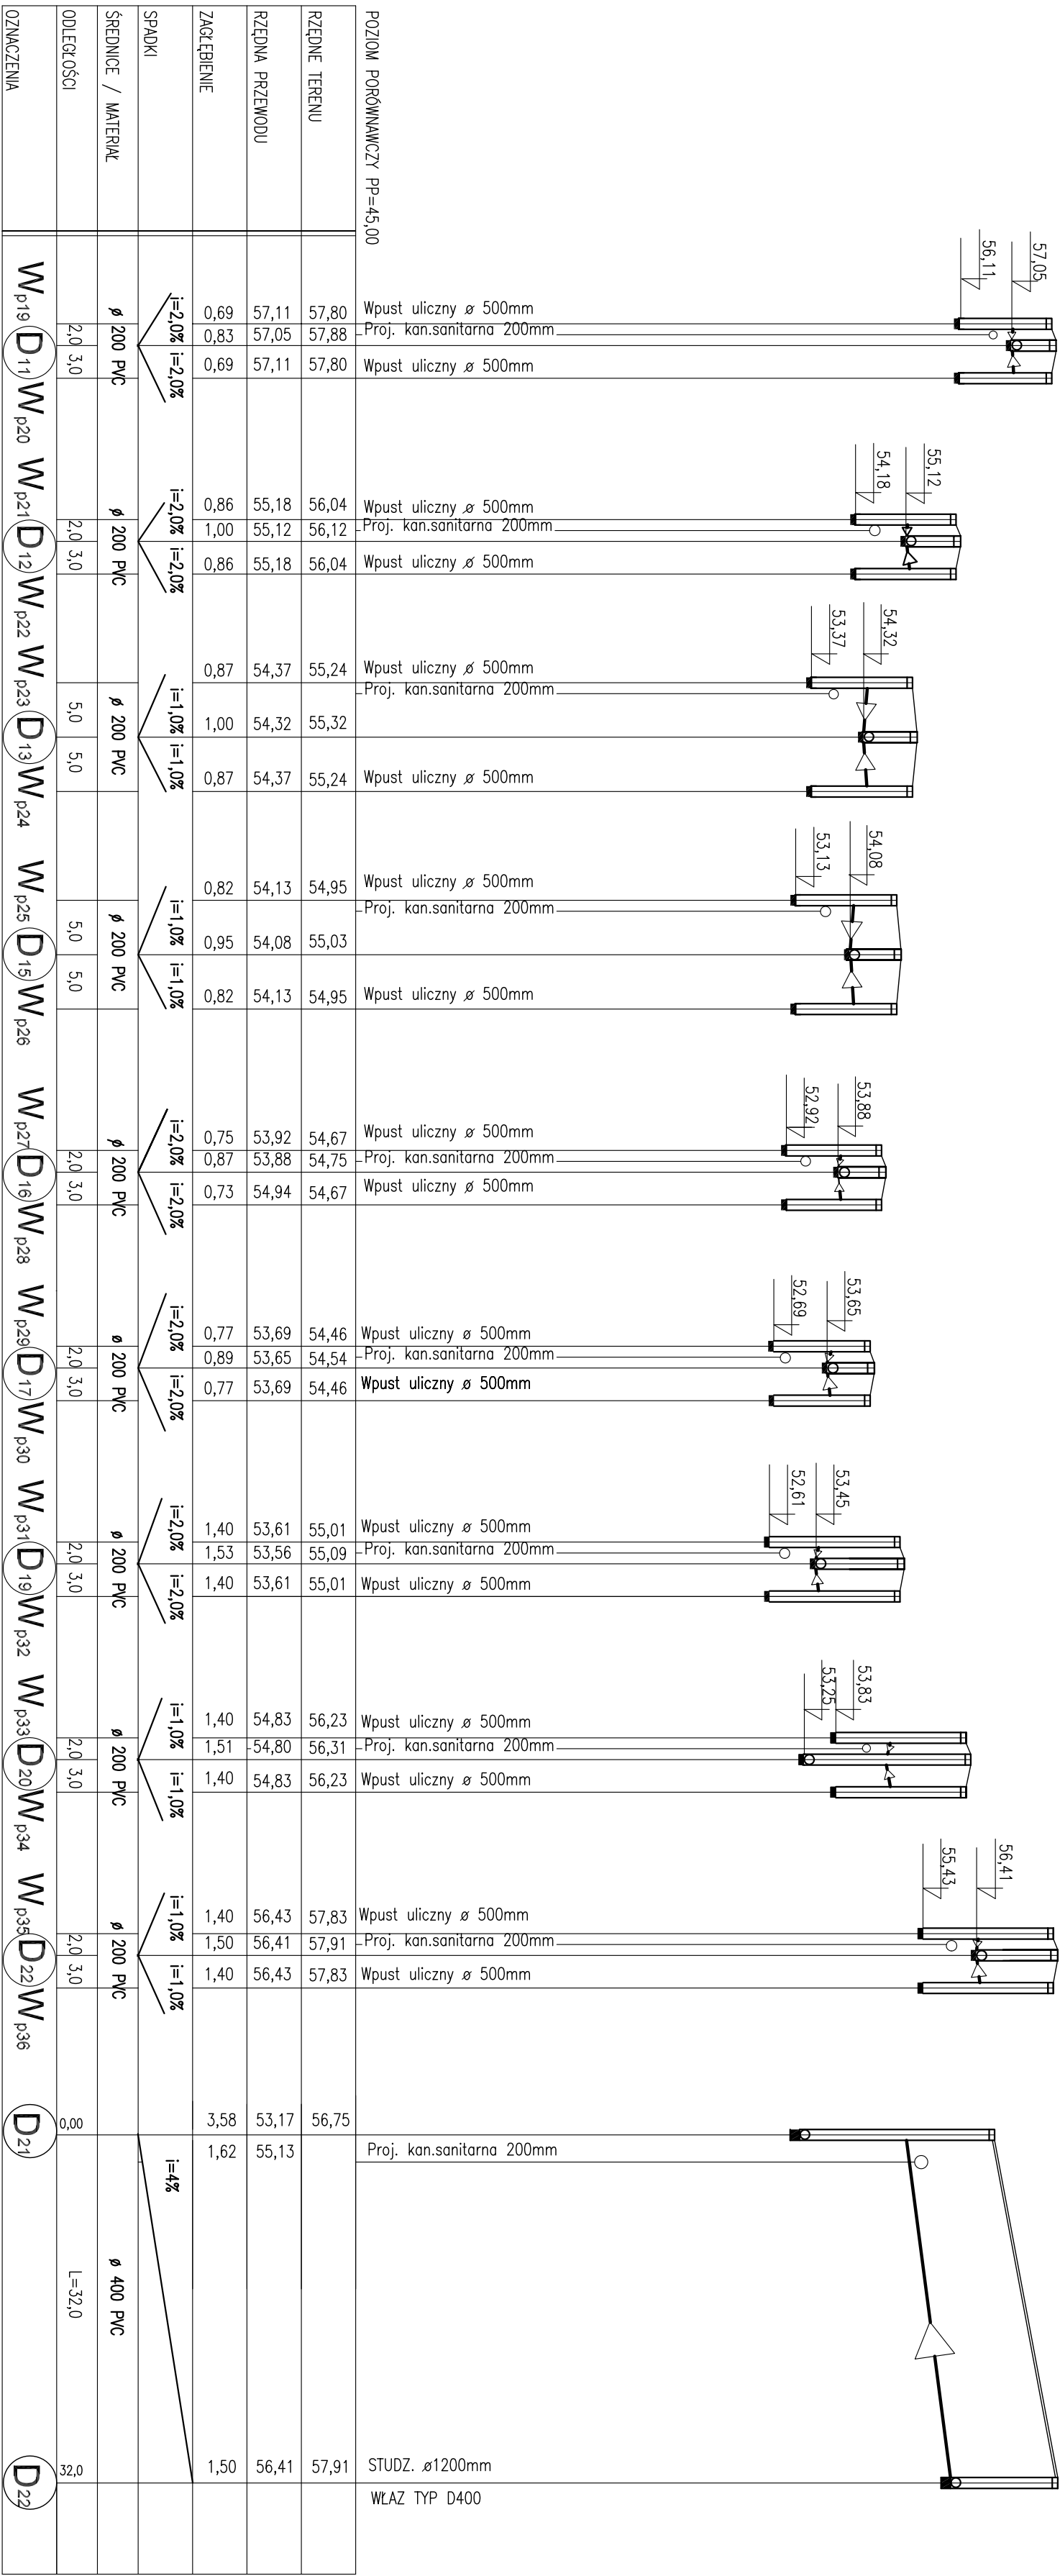 POZIOM PORÓWNAWCZY PP=45,00
RZĘDNE TERENU
RZĘDNA PRZEWODU
ZAGŁĘBIENIE
SPADKI
ŚREDNICE / MATERIAŁ
ODLEGŁOŚCI
OZNACZENIA
57,05
56,11
Wpust uliczny ø 500mm
Proj. kan.sanitarna 200mm
Wpust uliczny ø 500mm
57,80 57,88 57,80
57,11 57,05 57,11
0,69 0,83 0,69
i=2,0% i=2,0%
ø 200 PVC
2,0 3,0
Wp19 D11 Wp20
55,12
54,18
Wpust uliczny ø 500mm
Proj. kan.sanitarna 200mm
Wpust uliczny ø 500mm
56,04 56,12 56,04
55,18 55,12 55,18
0,86 1,00 0,86
i=2,0% i=2,0%
ø 200 PVC
2,0 3,0
Wp21 D12 Wp22
54,32
53,37
Wpust uliczny ø 500mm
Proj. kan.sanitarna 200mm
Wpust uliczny ø 500mm
55,24 55,32 55,24
54,37 54,32 54,37
0,87 1,00 0,87
i=1,0% i=1,0%
ø 200 PVC
5,0 5,0
Wp23 D13 Wp24
54,08
53,13
Wpust uliczny ø 500mm
Proj. kan.sanitarna 200mm
Wpust uliczny ø 500mm
54,95 55,03 54,95
54,13 54,08 54,13
0,82 0,95 0,82
i=1,0% i=1,0%
ø 200 PVC
5,0 5,0
Wp25 D15 Wp26
53,88
52,92
Wpust uliczny ø 500mm
Proj. kan.sanitarna 200mm
Wpust uliczny ø 500mm
54,67 54,75 54,67
53,92 53,88 54,94
0,75 0,87 0,73
i=2,0% i=2,0%
ø 200 PVC
2,0 3,0
Wp27 D16 Wp28
53,65
52,69
Wpust uliczny ø 500mm
Proj. kan.sanitarna 200mm
Wpust uliczny ø 500mm
54,46 54,54 54,46
53,69 53,65 53,69
0,77 0,89 0,77
i=2,0% i=2,0%
ø 200 PVC
2,0 3,0
Wp29 D17 Wp30
53,45
52,61
Wpust uliczny ø 500mm
Proj. kan.sanitarna 200mm
Wpust uliczny ø 500mm
55,01 55,09 55,01
53,61 53,56 53,61
1,40 1,53 1,40
i=2,0% i=2,0%
ø 200 PVC
2,0 3,0
Wp31 D19 Wp32
53,83
53,25
Wpust uliczny ø 500mm
Proj. kan.sanitarna 200mm
Wpust uliczny ø 500mm
56,23 56,31 56,23
54,83 54,80 54,83
1,40 1,51 1,40
i=1,0% i=1,0%
ø 200 PVC
2,0 3,0
Wp33 D20 Wp34
56,41
55,43
Wpust uliczny ø 500mm
Proj. kan.sanitarna 200mm
Wpust uliczny ø 500mm
57,83 57,91 57,83
56,43 56,41 56,43
1,40 1,50 1,40
i=1,0% i=1,0%
ø 200 PVC
2,0 3,0
Wp35 D22 Wp36
Proj. kan.sanitarna 200mm
STUDZ. ø1200mm
WŁAZ TYP D400
56,75 57,91
53,17 55,13 56,41
3,58 1,62 1,50
i=4%
ø 400 PVC
0,00 L=32,0 32,0
D21 D22